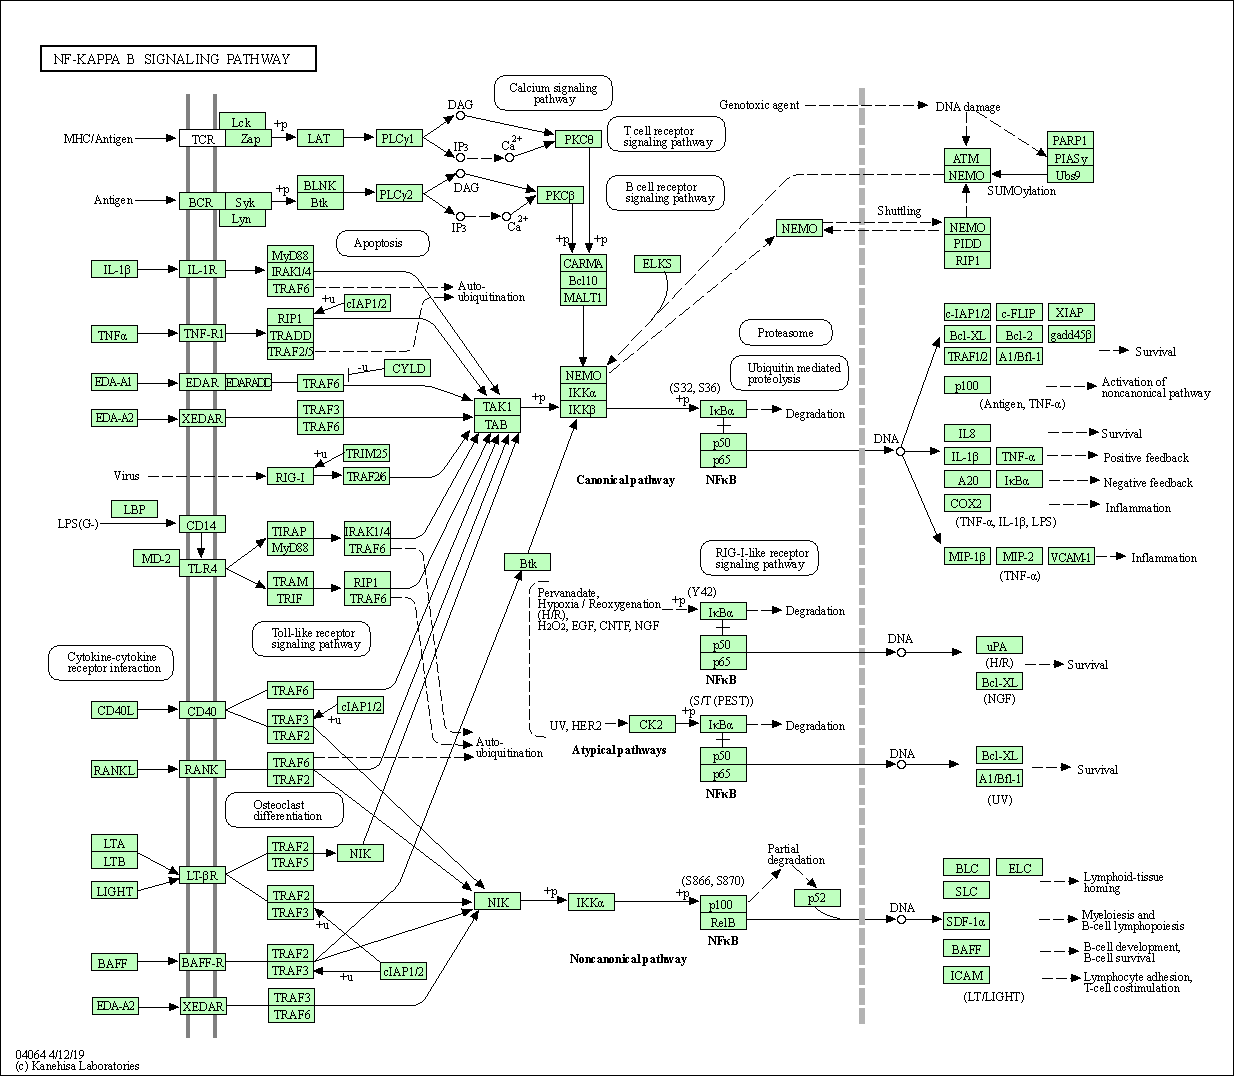 NF-KAPPA B SIGNALING PATHWAY
Calcium signaling
pathway
T cell receptor
signaling pathway
B cell receptor
signaling pathway
MHC/Antigen
TCR
Lck
Zap
+p
LAT
PLCγ1
DAG
IP3
Ca2+
PKCθ
Antigen
BCR
Syk
Lyn
+p
BLNK
Btk
PLCγ2
DAG
IP3
Ca2+
PKCβ
+p
+p
CARMA
Bcl10
MALT1
ELKS
Genotoxic agent
DNA damage
ATM
NEMO
PARP1
PIASy
Ubs9
SUMOylation
NEMO
Shuttling
NEMO
PIDD
RIP1
Apoptosis
IL-1β
IL-1R
MyD88
IRAK1/4
TRAF6
Auto-
ubiquitination
TNFα
TNF-R1
RIP1
TRADD
TRAF2/5
+u
cIAP1/2
EDA-A1
EDAR
EDARADD
TRAF6
-u
CYLD
EDA-A2
XEDAR
TRAF3
TRAF6
TAK1
TAB
+p
NEMO
IKKα
IKKβ
Proteasome
Ubiquitin mediated
proteolysis
(S32, S36)
+p
IκBα
Degradation
p50
p65
NFκB
Canonical pathway
DNA
c-IAP1/2
c-FLIP
XIAP
Bcl-XL
Bcl-2
gadd45β
TRAF1/2
A1/Bfl-1
Survival
p100
Activation of
noncanonical pathway
(Antigen, TNF-α)
IL8
Survival
IL-1β
TNF-α
Positive feedback
A20
IκBα
Negative feedback
COX2
Inflammation
(TNF-α, IL-1β, LPS)
MIP-1β
MIP-2
VCAM-1
Inflammation
(TNF-α)
Virus
RIG-I
+u
TRIM25
TRAF2/6
LBP
LPS(G-)
CD14
MD-2
TLR4
TIRAP
MyD88
IRAK1/4
TRAF6
TRAM
TRIF
RIP1
TRAF6
Toll-like receptor
signaling pathway
Cytokine-cytokine
receptor interaction
Btk
RIG-I-like receptor
signaling pathway
Pervanadate,
Hypoxia / Reoxygenation
(H/R),
H2O2, EGF, CNTF, NGF
+p
(Y42)
IκBα
Degradation
p50
p65
NFκB
DNA
uPA
(H/R)
Bcl-XL
(NGF)
Survival
CD40L
CD40
TRAF6
TRAF3
TRAF2
+u
cIAP1/2
Auto-
ubiquitination
UV, HER2
CK2
+p
(S/T (PEST))
IκBα
Degradation
p50
p65
NFκB
Atypical pathways
DNA
Bcl-XL
A1/Bfl-1
(UV)
Survival
RANKL
RANK
TRAF6
TRAF2
Osteoclast
differentiation
LTA
LTB
LIGHT
LT-βR
TRAF2
TRAF5
NIK
TRAF2
TRAF3
+u
NIK
+p
IKKα
+p
(S866, S870)
p100
RelB
NFκB
Partial
degradation
p52
DNA
Noncanonical pathway
BLC
ELC
SLC
Lymphoid-tissue
homing
SDF-1α
Myeloiesis and
B-cell lymphopoiesis
BAFF
B-cell development,
B-cell survival
ICAM
Lymphocyte adhesion,
T-cell costimulation
(LT/LIGHT)
BAFF
BAFF-R
TRAF2
TRAF3
+u
cIAP1/2
EDA-A2
XEDAR
TRAF3
TRAF6
04064 4/12/19
(c) Kanehisa Laboratories